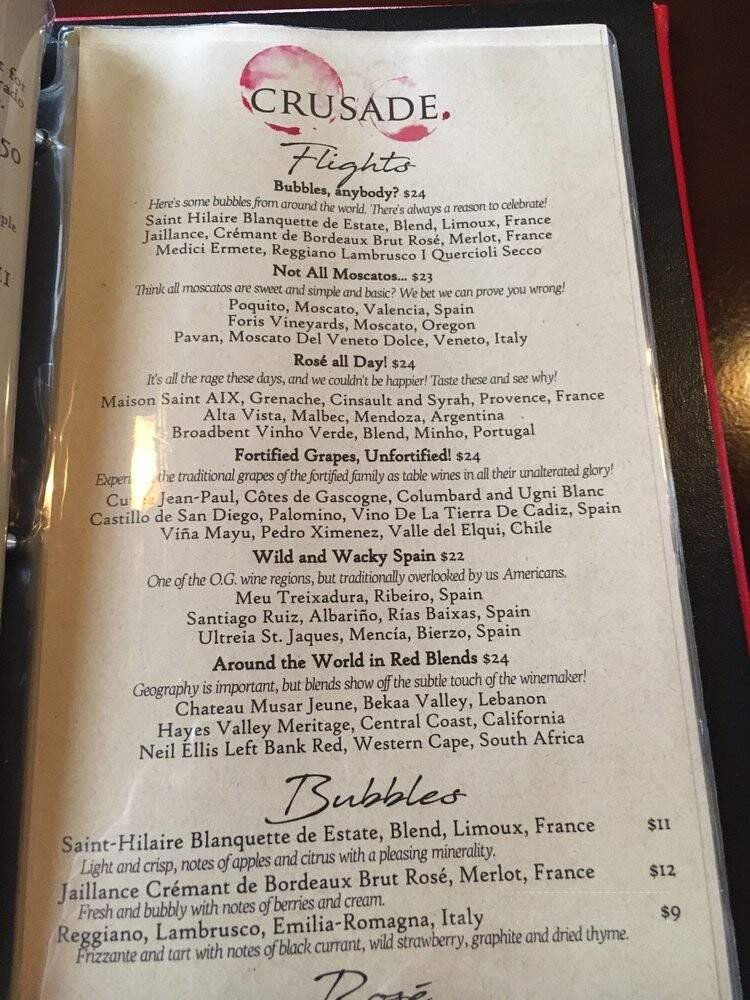 t for
rado
50
ple
II
CRUSADE.
Flights
Bubbles, anybody? $24
Here's some bubbles from around the world. There's always a reason to celebrate!
Saint Hilaire Blanquette de Estate, Blend, Limoux, France
Jaillance, Crémant de Bordeaux Brut Rosé, Merlot, France
Medici Ermete, Reggiano Lambrusco I Quercioli Secco
Not All Moscatos... $23
Think all moscatos are sweet and simple and basic? We bet we can prove you wrong!
Poquito, Moscato, Valencia, Spain
Foris Vineyards, Moscato, Oregon
Pavan, Moscato Del Veneto Dolce, Veneto, Italy
Rosé all Day! $24
It's all the rage these days, and we couldn't be happier! Taste these and see why!
Maison Saint AIX, Grenache, Cinsault and Syrah, Provence, France
Alta Vista, Malbec, Mendoza, Argentina
Broadbent Vinho Verde, Blend, Minho, Portugal
Fortified Grapes, Unfortified! $24
the traditional grapes of the fortified family as table wines in all their unalterated glory!
Jean-Paul, Côtes de Gascogne, Columbard and Ugni Blanc
Castillo de San Diego, Palomino, Vino De La Tierra De Cadiz, Spain
Viña Mayu, Pedro Ximenez, Valle del Elqui, Chile
Wild and Wacky Spain $22
One of the O.G. wine regions, but traditionally overlooked by us Americans.
Meu Treixadura, Ribeiro, Spain
Santiago Ruiz, Albariño, Rías Baixas, Spain
Ultreia St. Jaques, Mencía, Bierzo, Spain
Around the World in Red Blends $24
Geography is important, but blends show off the subtle touch of the winemaker!
Chateau Musar Jeune, Bekaa Valley, Lebanon
Hayes Valley Meritage, Central Coast, California
Neil Ellis Left Bank Red, Western Cape, South Africa
Bubbles
Saint-Hilaire Blanquette de Estate, Blend, Limoux, France $11
Light and crisp, notes of apples and citrus with a pleasing minerality.
Jaillance Crémant de Bordeaux Brut Rosé, Merlot, France $12
Fresh and bubbly with notes of berries and cream.
Reggiano, Lambrusco, Emilia-Romagna, Italy $9
Frizzante and tart with notes of black currant, wild strawberry, graphite and dried thyme.
Rosé